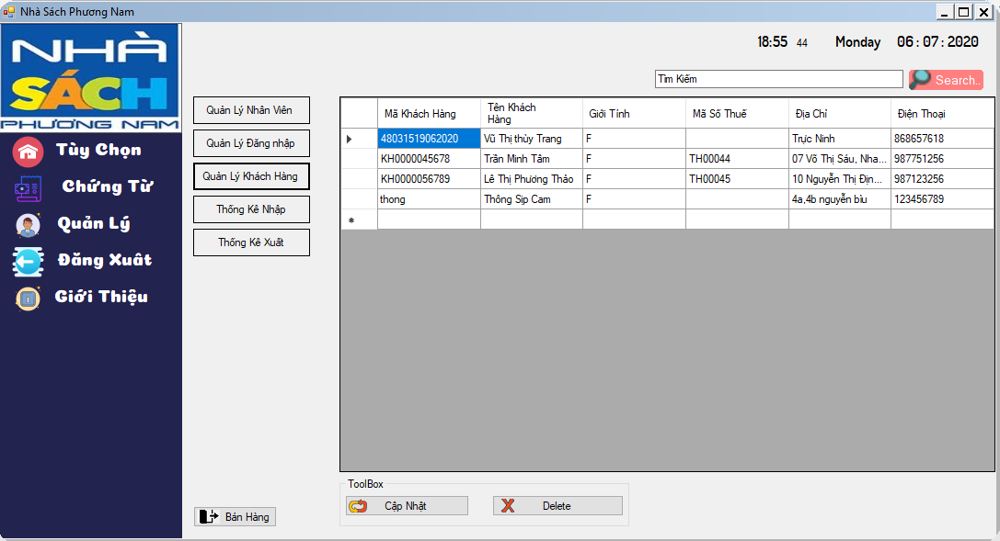 Nhà Sách Phương Nam
NHÀ
SÁCH
PHƯƠNG NAM
18:55 44 Monday 06:07:2020
Tìm Kiếm
Search..
Tùy Chọn
Chứng Từ
Quản Lý
Đăng Xuât
Giới Thiệu
Quản Lý Nhân Viên
Quản Lý Đăng nhập
Quản Lý Khách Hàng
Thống Kê Nhập
Thống Kê Xuất
Mã Khách Hàng Tên Khách Hàng Giới Tính Mã Số Thuế Địa Chỉ Điện Thoại
48031519062020 Vũ Thị thùy Trang F Trực Ninh 868657618
KH0000045678 Trần Minh Tâm F TH00044 07 Võ Thị Sáu, Nha... 987751256
KH0000056789 Lê Thị Phương Thảo F TH00045 10 Nguyễn Thị Địn... 987123256
thong Thông Sịp Cam F 4a,4b nguyễn bỉu 123456789
ToolBox
Cập Nhật
Delete
Bán Hàng